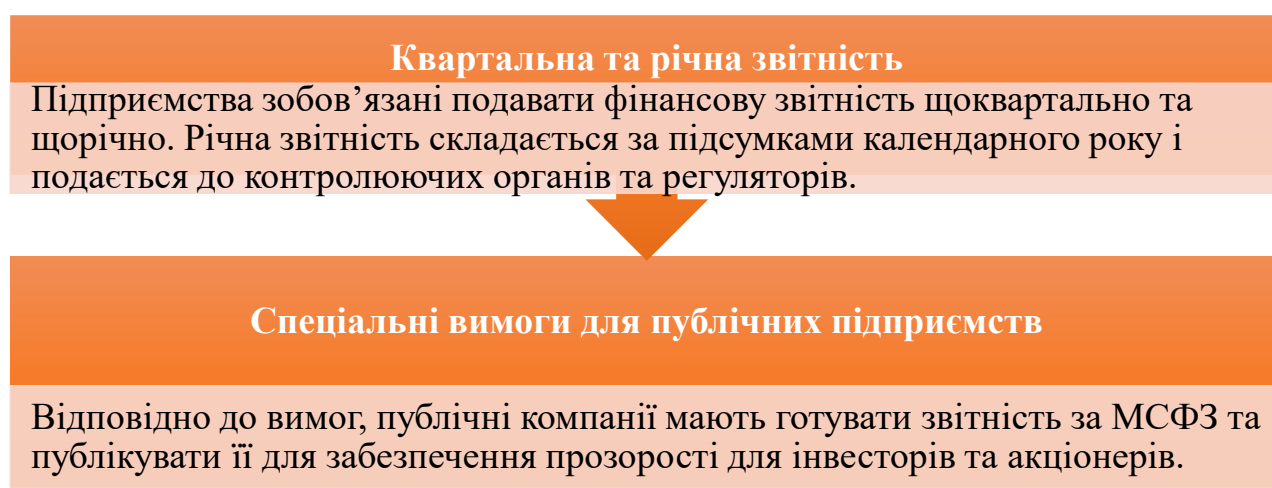 Квартальна та річна звітність
Підприємства зобов’язані подавати фінансову звітність щоквартально та
щорічно. Річна звітність складається за підсумками календарного року і
подається до контролюючих органів та регуляторів.
Спеціальні вимоги для публічних підприємств
Відповідно до вимог, публічні компанії мають готувати звітність за МСФЗ та
публікувати її для забезпечення прозорості для інвесторів та акціонерів.